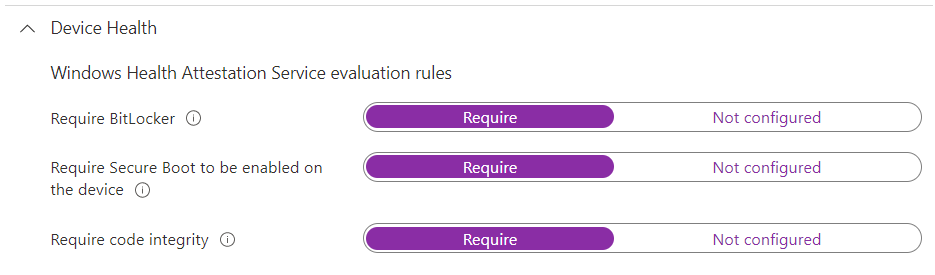 Device Health
Windows Health Attestation Service evaluation rules
Require BitLocker
Require
Not configured
Require Secure Boot to be enabled on
the device
Require
Not configured
Require code integrity
Require
Not configured